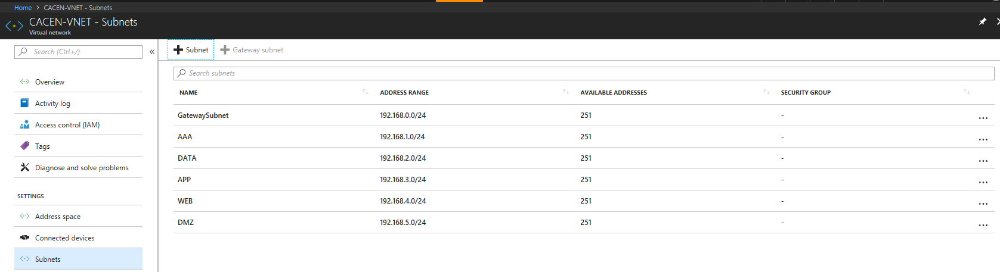 Home > CACEN-VNET - Subnets
CACEN-VNET - Subnets
Virtual network
Search (Ctrl+/)
«
Overview
Activity log
Access control (IAM)
Tags
Diagnose and solve problems
SETTINGS
Address space
Connected devices
Subnets
Subnet
Gateway subnet
Search subnets
NAME ADDRESS RANGE AVAILABLE ADDRESSES SECURITY GROUP
GatewaySubnet 192.168.0.0/24 251 - ...
AAA 192.168.1.0/24 251 - ...
DATA 192.168.2.0/24 251 - ...
APP 192.168.3.0/24 251 - ...
WEB 192.168.4.0/24 251 - ...
DMZ 192.168.5.0/24 251 - ...